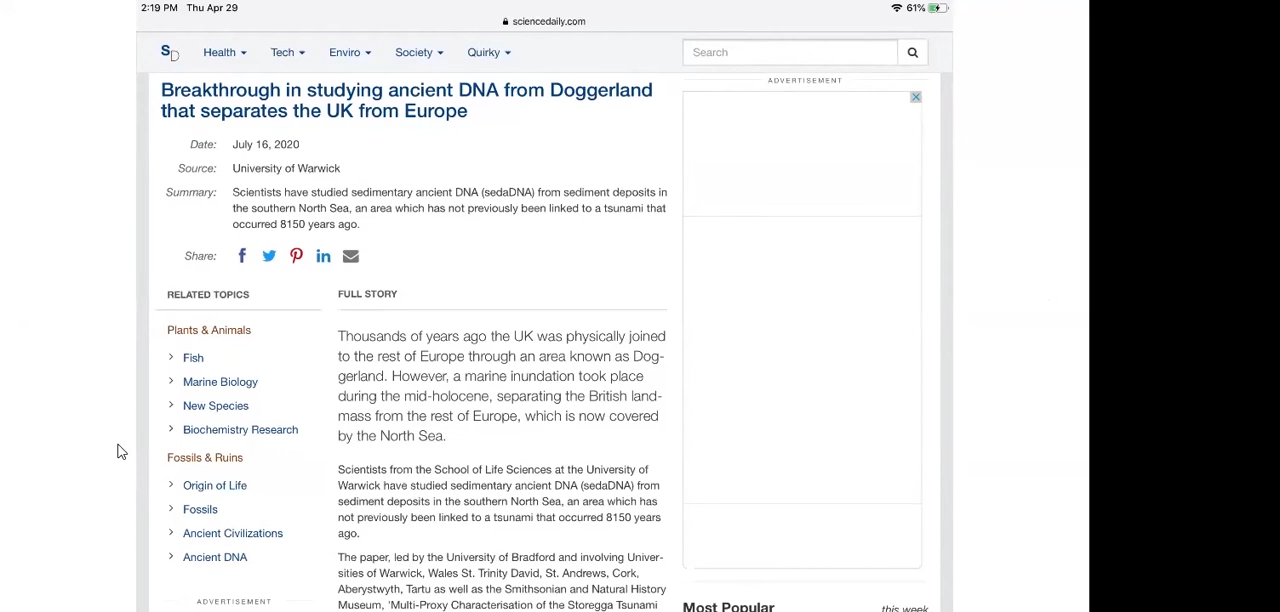 2:19 PM Thu Apr 29
61%
sciencedaily.com
SD
Health Tech Enviro Society Quirky
Search
ADVERTISEMENT
Breakthrough in studying ancient DNA from Doggerland
that separates the UK from Europe
Date: July 16, 2020
Source: University of Warwick
Summary: Scientists have studied sedimentary ancient DNA (sedaDNA) from sediment deposits in
the southern North Sea, an area which has not previously been linked to a tsunami that
occurred 8150 years ago.
Share:
RELATED TOPICS
Plants & Animals
Fish
Marine Biology
New Species
Biochemistry Research
Fossils & Ruins
Origin of Life
Fossils
Ancient Civilizations
Ancient DNA
ADVERTISEMENT
FULL STORY
Thousands of years ago the UK was physically joined
to the rest of Europe through an area known as Dog-
gerland. However, a marine inundation took place
during the mid-holocene, separating the British land-
mass from the rest of Europe, which is now covered
by the North Sea.
Scientists from the School of Life Sciences at the University of
Warwick have studied sedimentary ancient DNA (sedaDNA) from
sediment deposits in the southern North Sea, an area which has
not previously been linked to a tsunami that occurred 8150 years
ago.
The paper, led by the University of Bradford and involving Univer-
sities of Warwick, Wales St. Trinity David, St. Andrews, Cork,
Aberystwyth, Tartu as well as the Smithsonian and Natural History
Museum, 'Multi-Proxy Characterisation of the Storegga Tsunami
Most Popular this week